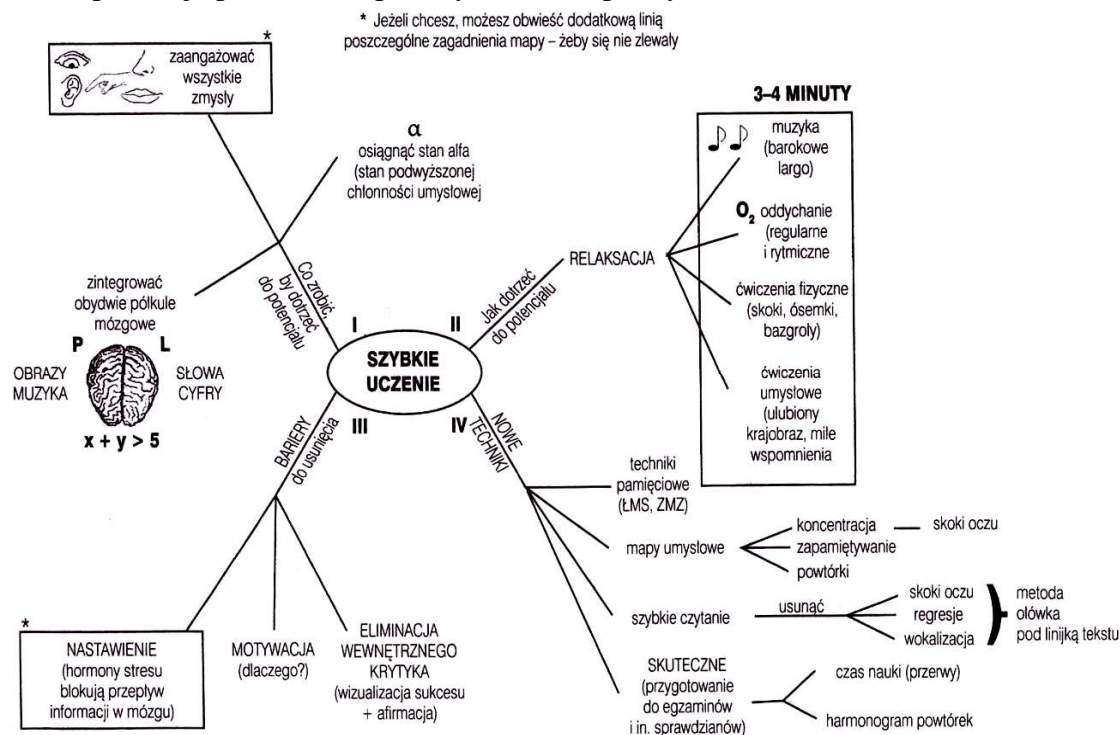 * Jeżeli chcesz, możesz obwieść dodatkową linią
poszczególne zagadnienia mapy – żeby się nie zlewały
*
zaangażować
wszystkie
zmysły
α
osiągnąć stan alfa
(stan podwyższonej
chłonności umysłowej
zintegrować
obydwie półkule
mózgowe
P L
OBRAZY
MUZYKA
SŁOWA
CYFRY
x + y > 5
Co zrobić,
by dotrzeć
do potencjału
I
II
III
IV
SZYBKIE
UCZENIE
Jak dotrzeć
do potencjału
RELAKSACJA
3–4 MINUTY
muzyka
(barokowe
largo)
O₂ oddychanie
(regularne
i rytmiczne
ćwiczenia fizyczne
(skoki, ósemki,
bazgroły)
ćwiczenia
umysłowe
(ulubiony
krajobraz, miłe
wspomnienia
BARIERY
do usunięcia
*
NASTAWIENIE
(hormony stresu
blokują przepływ
informacji w mózgu)
MOTYWACJA
(dlaczego?)
ELIMINACJA
WEWNĘTRZNEGO
KRYTYKA
(wizualizacja sukcesu
+ afirmacja)
NOWE
TECHNIKI
techniki
pamięciowe
(ŁMS, ZMZ)
mapy umysłowe
koncentracja
skoki oczu
zapamiętywanie
powtórki
szybkie czytanie
usunąć
skoki oczu
regresje
wokalizacja
metoda
ołówka
pod linijką tekstu
SKUTECZNE
(przygotowanie
do egzaminów
i in. sprawdzianów)
czas nauki (przerwy)
harmonogram powtórek